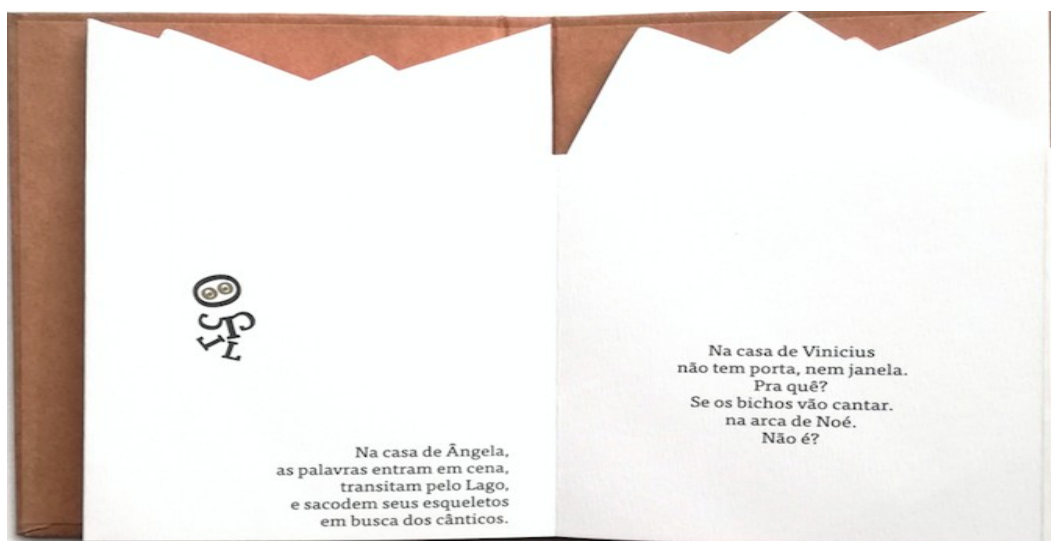 Na casa de Ângela,
as palavras entram em cena,
transitam pelo Lago,
e sacodem seus esqueletos
em busca dos cânticos.
Na casa de Vinicius
não tem porta, nem janela.
Pra quê?
Se os bichos vão cantar.
na arca de Noé.
Não é?